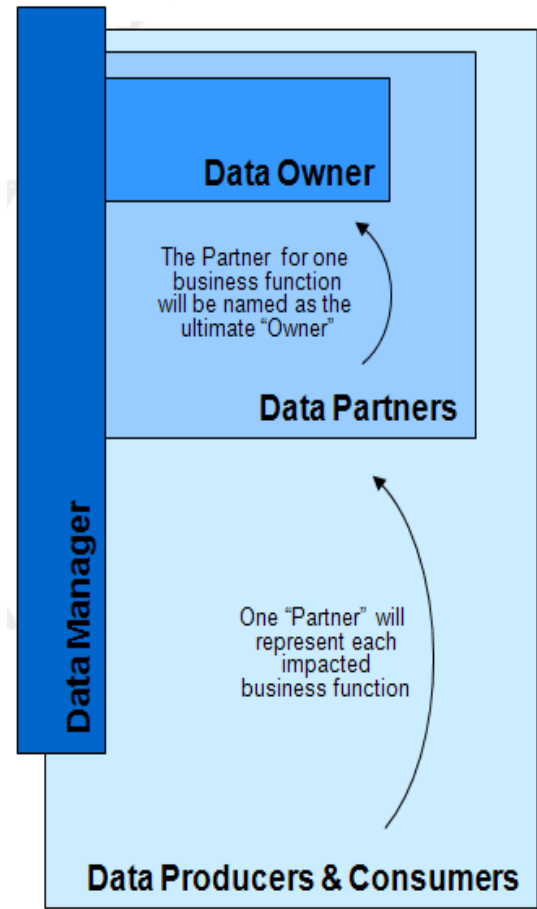 Data Owner
The Partner for one
business function
will be named as the
ultimate “Owner”
Data Partners
Data Manager
One “Partner” will
represent each
impacted
business function
Data Producers & Consumers